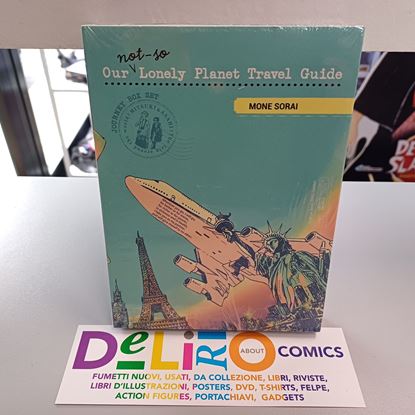 not-so
Our Lonely Planet Travel Guide
MONE SORAI
JOURNEY BOX SET
DeLiRiO ABOUT COMICS
FUMETTI NUOVI, USATI, DA COLLEZIONE, LIBRI, RIVISTE,
LIBRI D'ILLUSTRAZIONI, POSTERS, DVD, T-SHIRTS, FELPE,
ACTION FIGURES, PORTACHIAVI, GADGETS